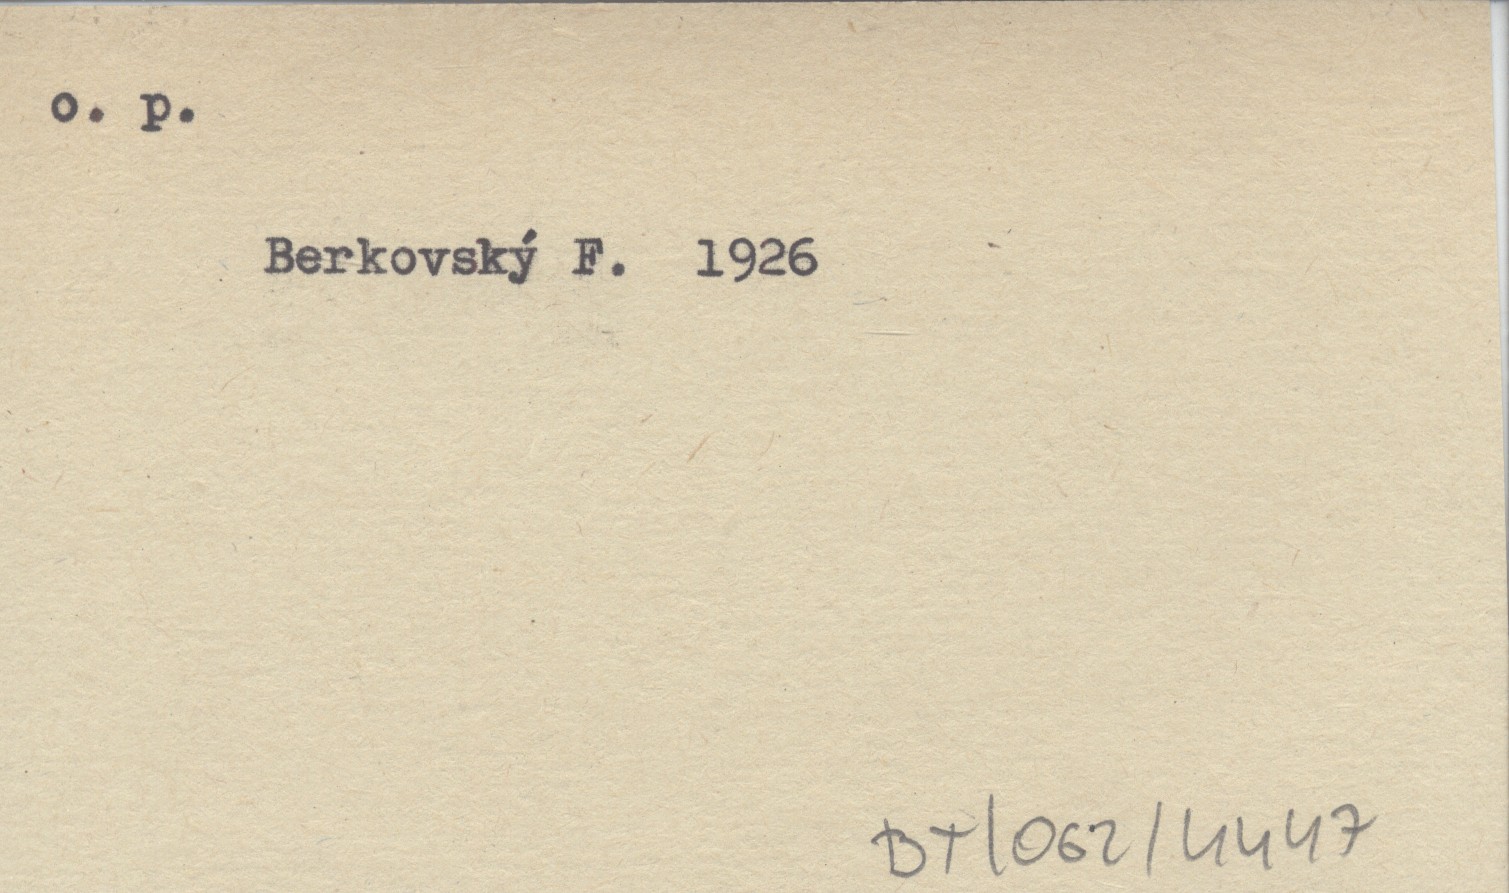 o. p.
Berkovský F. 1926
BT/062/4447